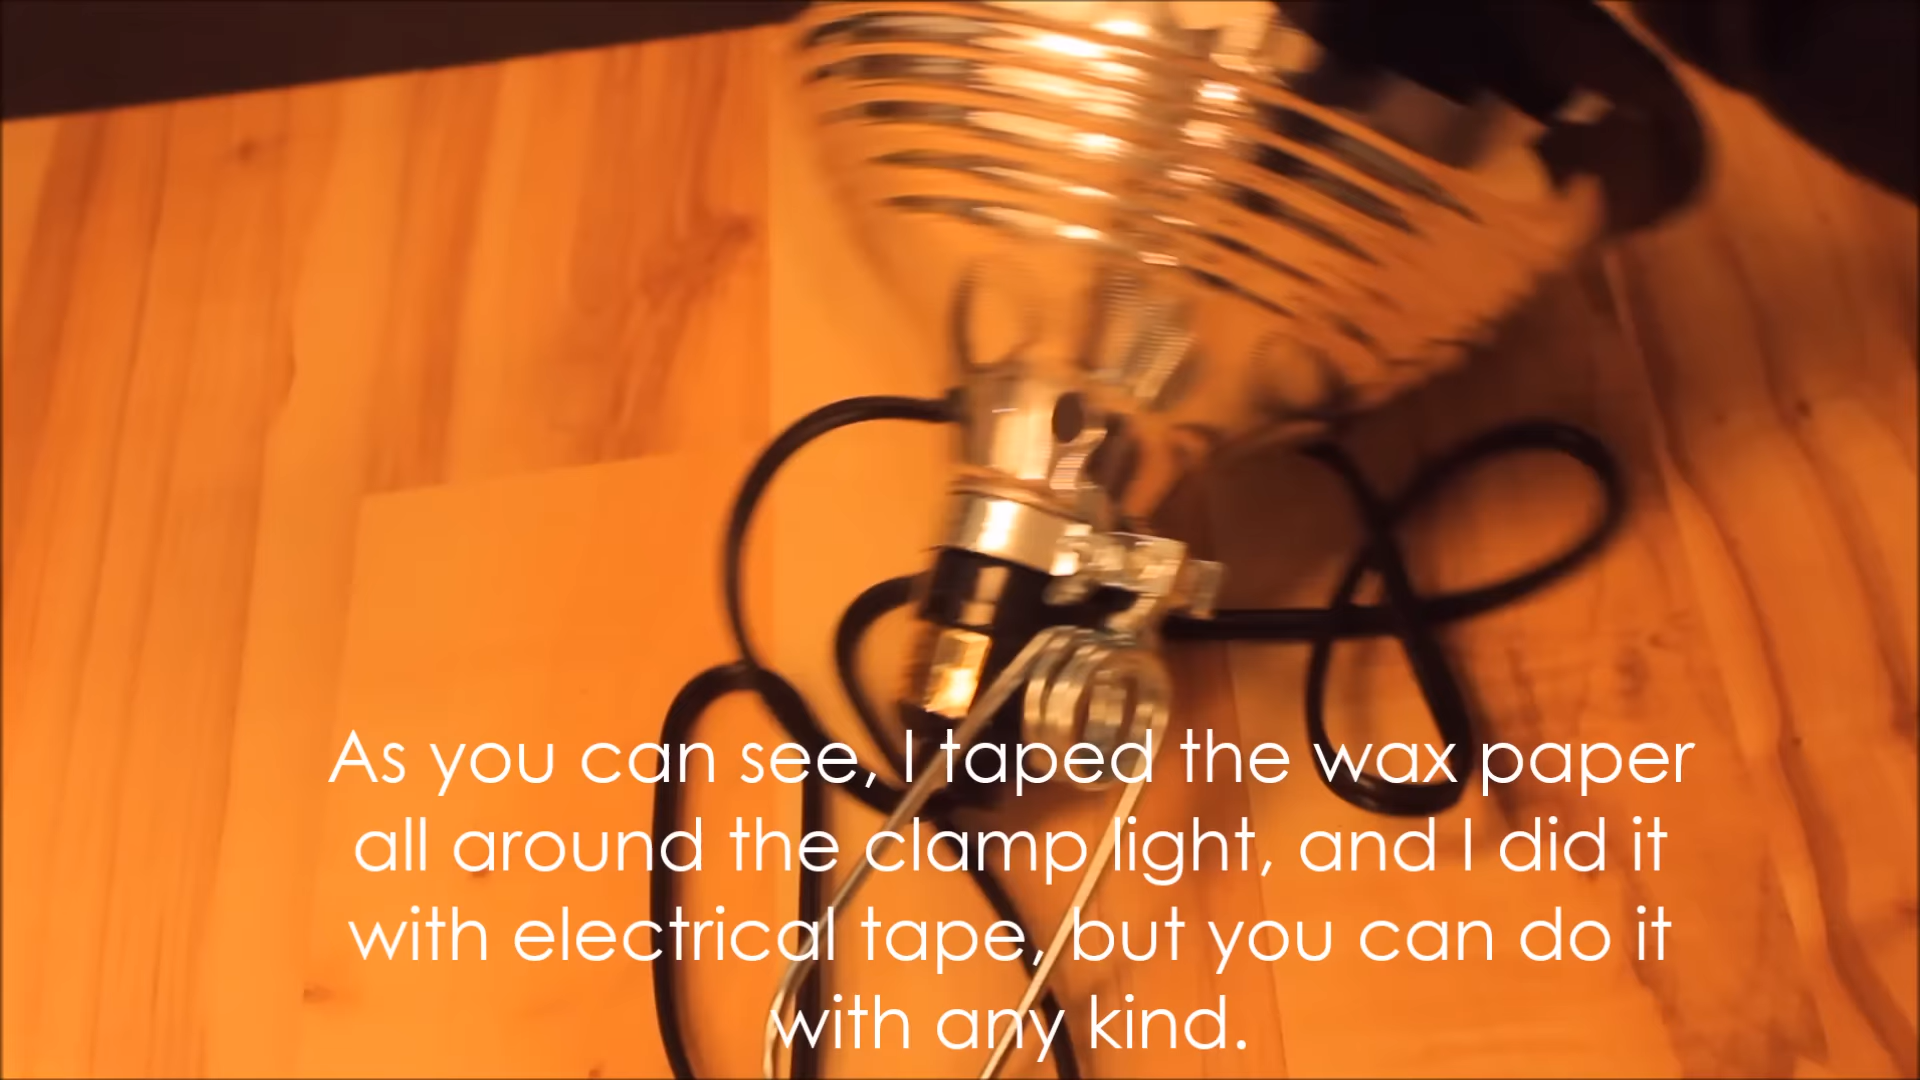 As you can see, I taped the wax paper
all around the clamp light, and I did it
with electrical tape, but you can do it
with any kind.